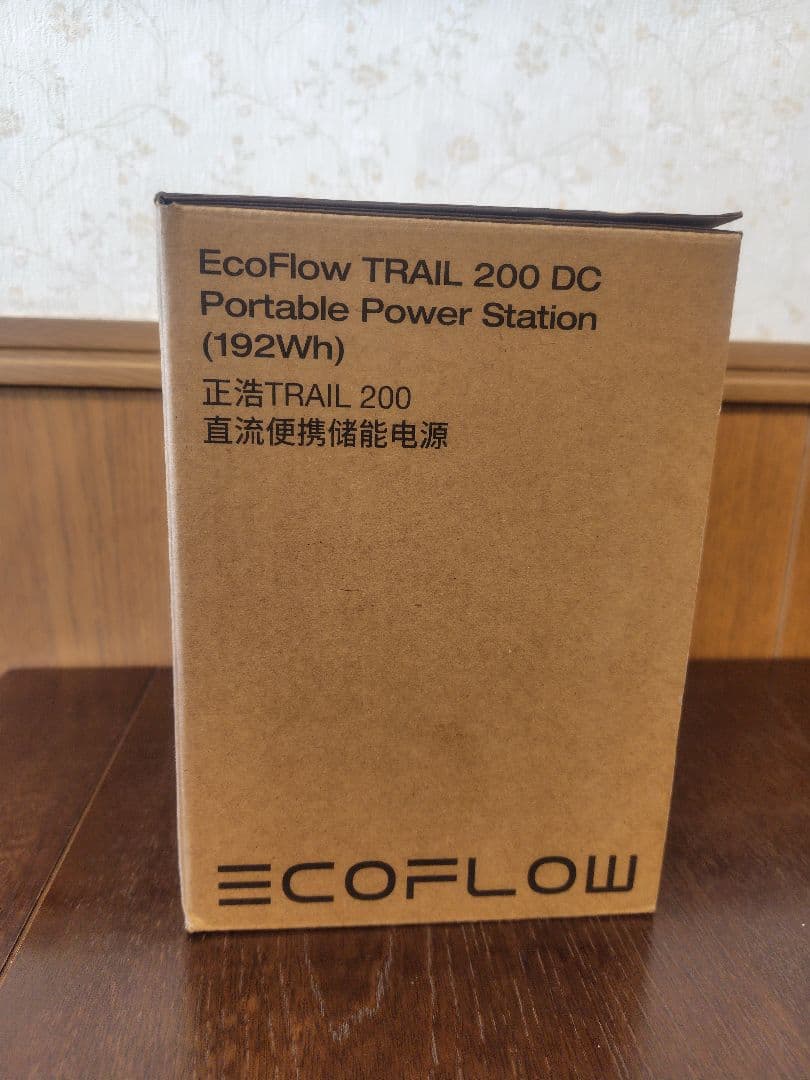 EcoFlow TRAIL 200 DC
Portable Power Station
(192Wh)
正浩TRAIL 200
直流便携储能电源
ECOFLOW